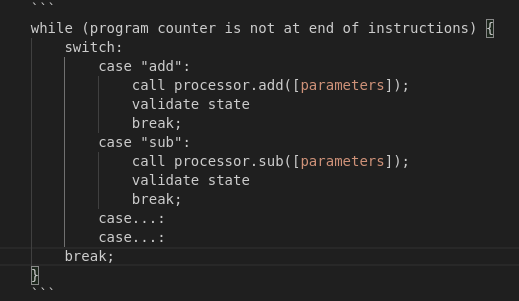 ```
while (program counter is not at end of instructions) {
    switch:
        case "add":
            call processor.add([parameters]);
            validate state
            break;
        case "sub":
            call processor.sub([parameters]);
            validate state
            break;
        case...:
        case...:
    break;
}
```